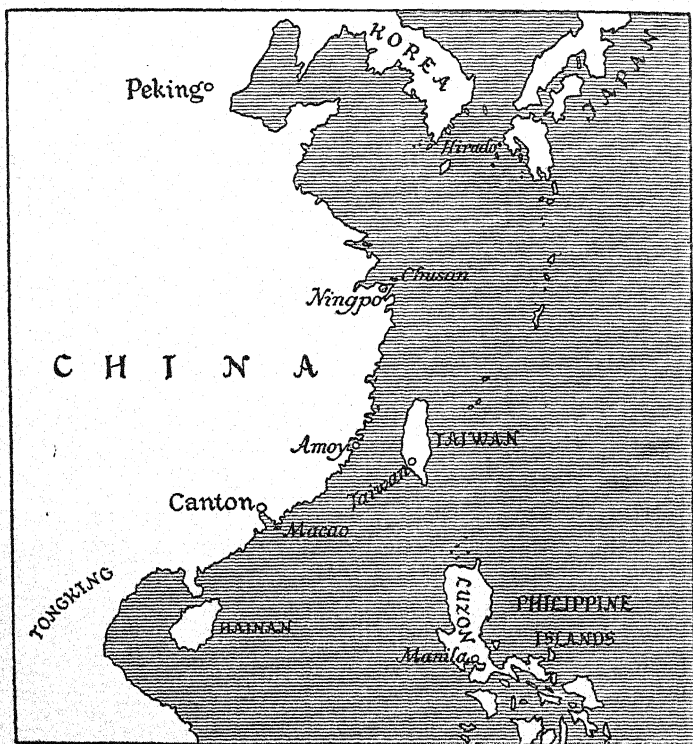 KOREA
JAPAN
Peking
Hirado
Chusan
Ningpo
CHINA
Amoy
TAIWAN
Taiwan
Canton
Macao
TONGKING
HAINAN
LUZON
PHILIPPINE
ISLANDS
Manila